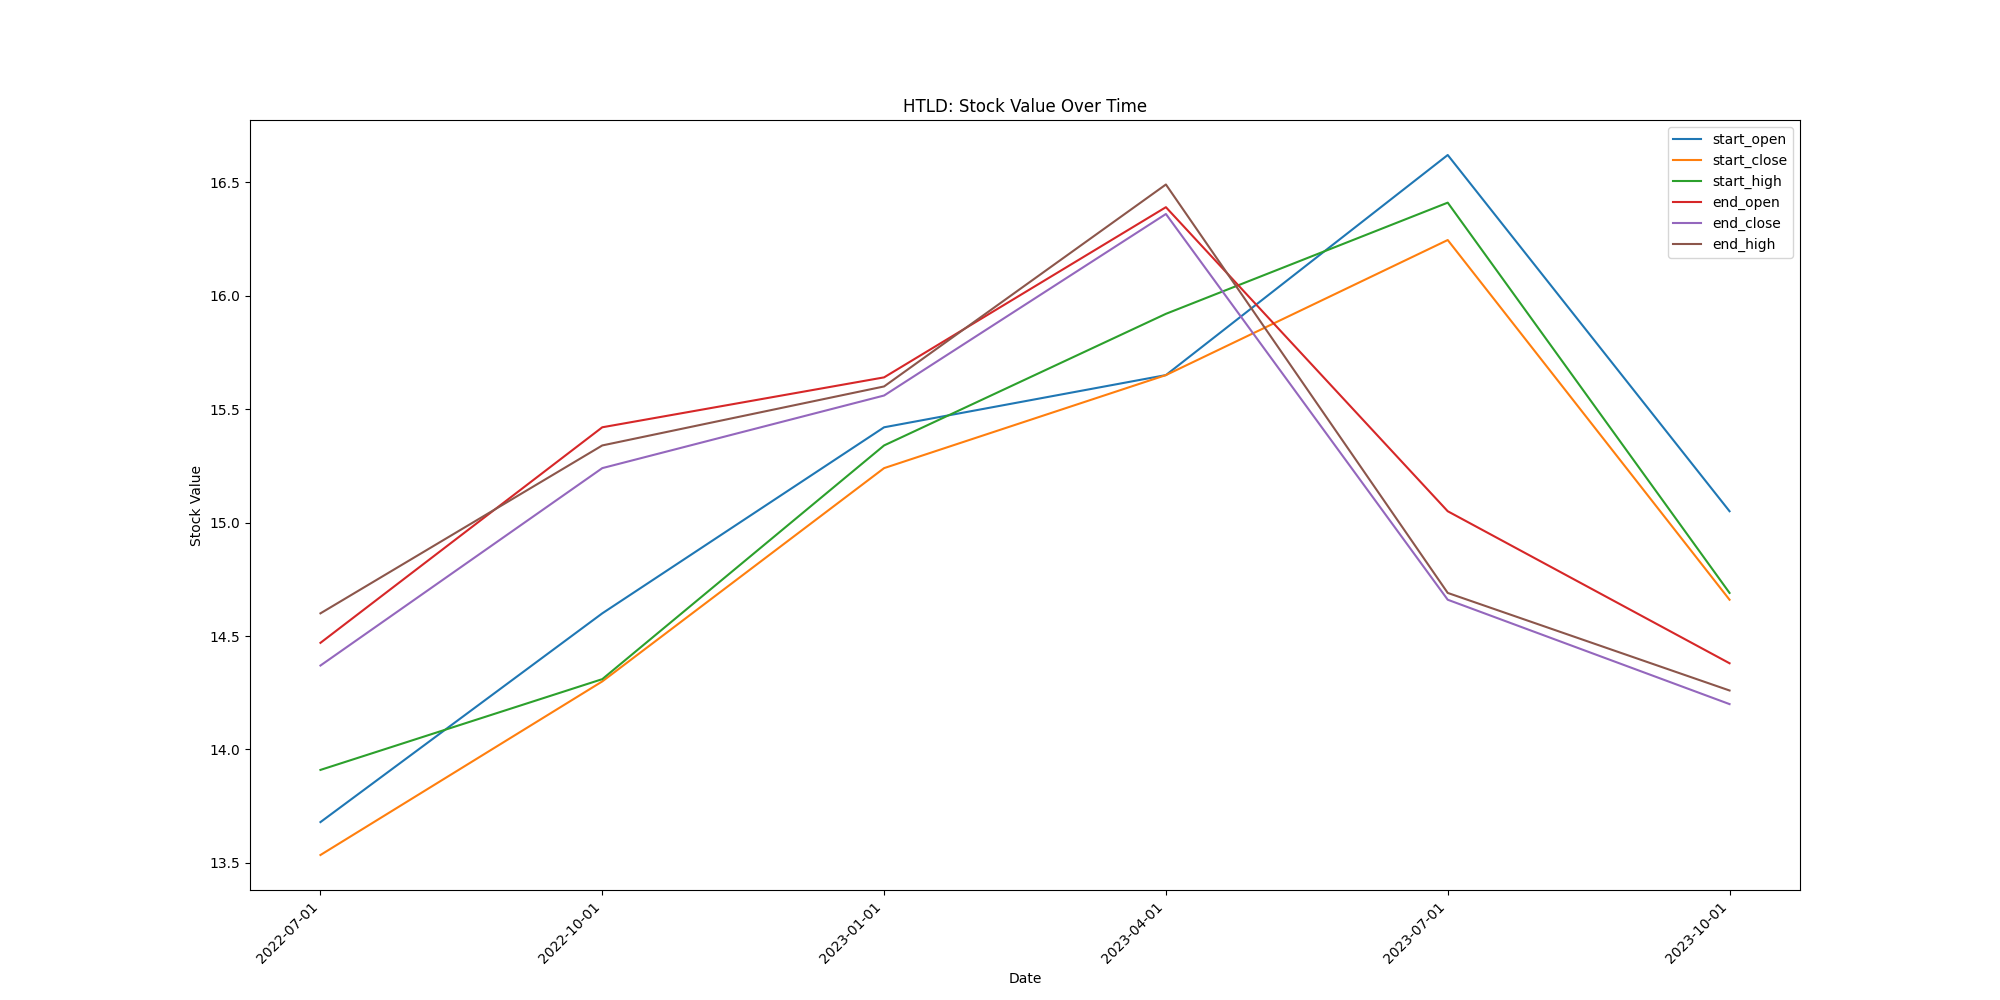 HTLD: Stock Value Over Time
start_open
start_close
start_high
end_open
end_close
end_high
Stock Value
16.5
16.0
15.5
15.0
14.5
14.0
13.5
2022-07-01
2022-10-01
2023-01-01
2023-04-01
2023-07-01
2023-10-01
Date